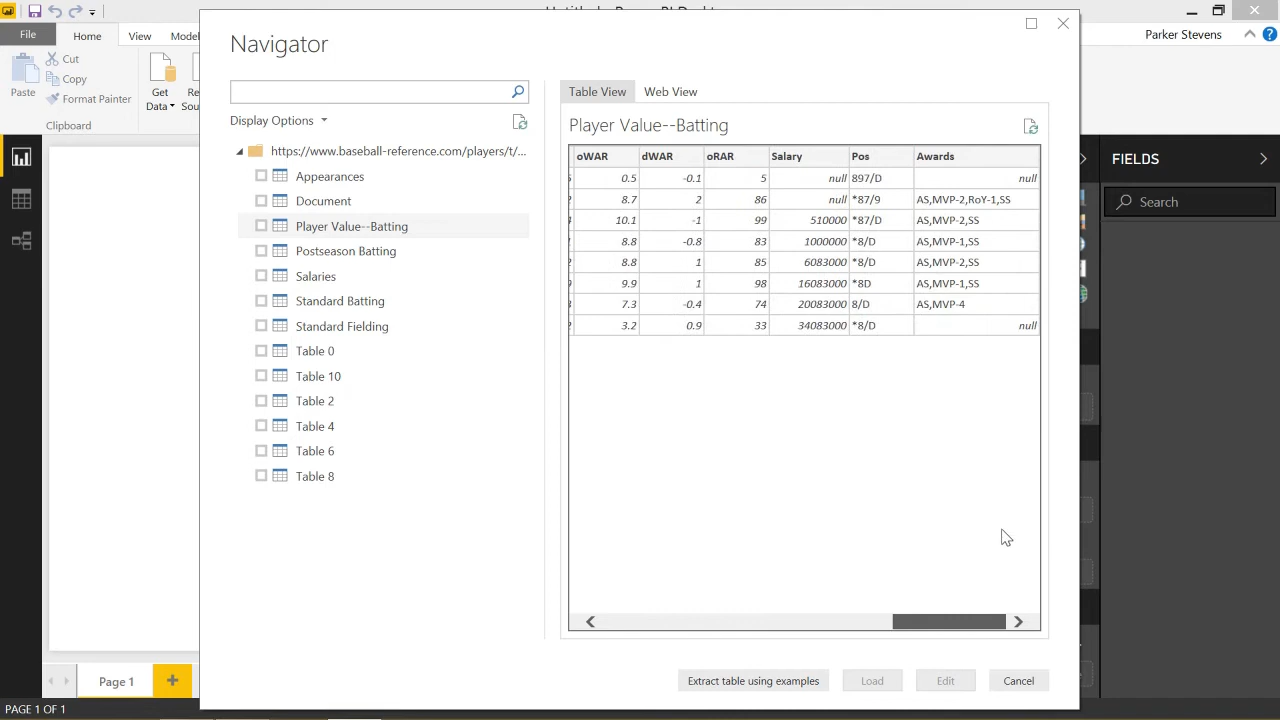 File
Home
View
Parker Stevens
Paste
Cut
Copy
Format Painter
Clipboard
Get
Data
Navigator
Display Options
https://www.baseball-reference.com/players/t/...
Appearances
Document
Player Value--Batting
Postseason Batting
Salaries
Standard Batting
Standard Fielding
Table 0
Table 10
Table 2
Table 4
Table 6
Table 8
Table View Web View
Player Value--Batting
oWAR dWAR oRAR Salary Pos Awards
0.5 -0.1 5 null 897/D null
8.7 2 86 null *87/9 AS,MVP-2,RoY-1,SS
10.1 -1 99 510000 *87/D AS,MVP-2,SS
8.8 -0.8 83 1000000 *8/D AS,MVP-1,SS
8.8 1 85 6083000 *8/D AS,MVP-2,SS
9.9 1 98 16083000 *8D AS,MVP-1,SS
7.3 -0.4 74 20083000 8/D AS,MVP-4
3.2 0.9 33 34083000 *8/D null
Extract table using examples Load Edit Cancel
FIELDS
Search
Page 1
PAGE 1 OF 1